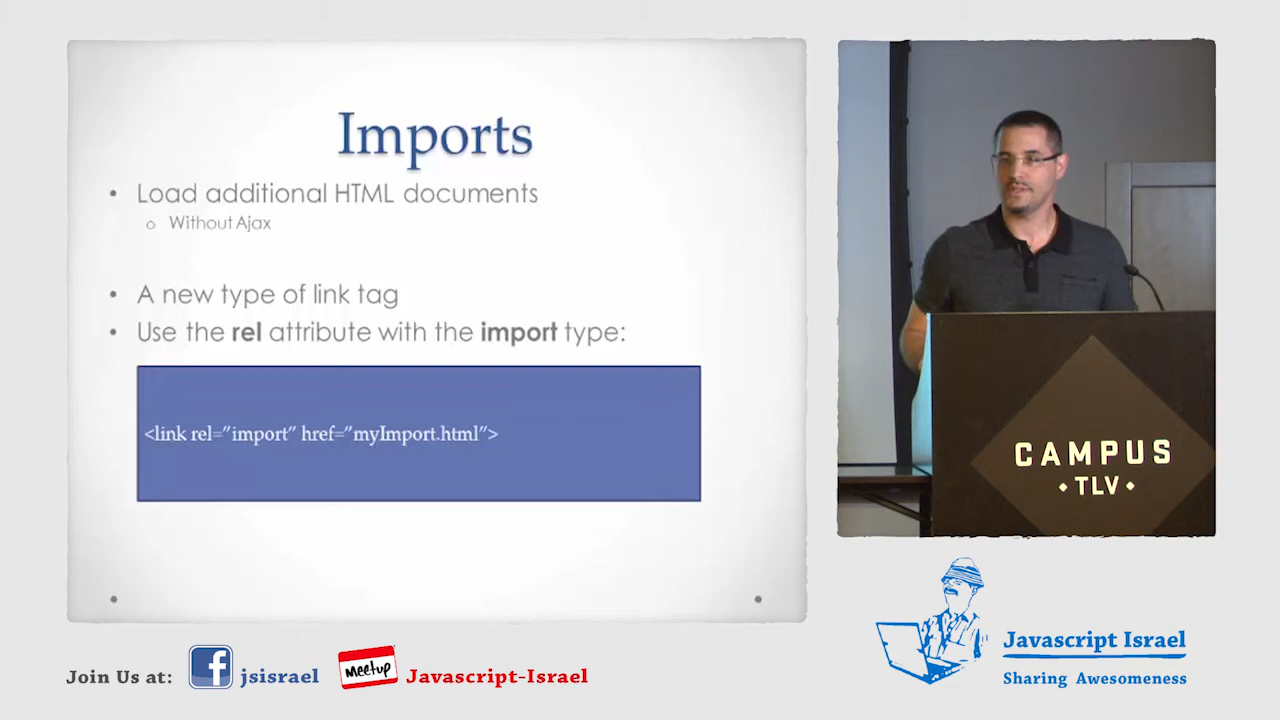 Imports
• Load additional HTML documents
o Without Ajax
• A new type of link tag
• Use the rel attribute with the import type:
<link rel=”import” href=”myImport.html”>
CAMPUS
TLV
Join Us at:
jsisrael
Meetup
Javascript-Israel
Javascript Israel
Sharing Awesomeness